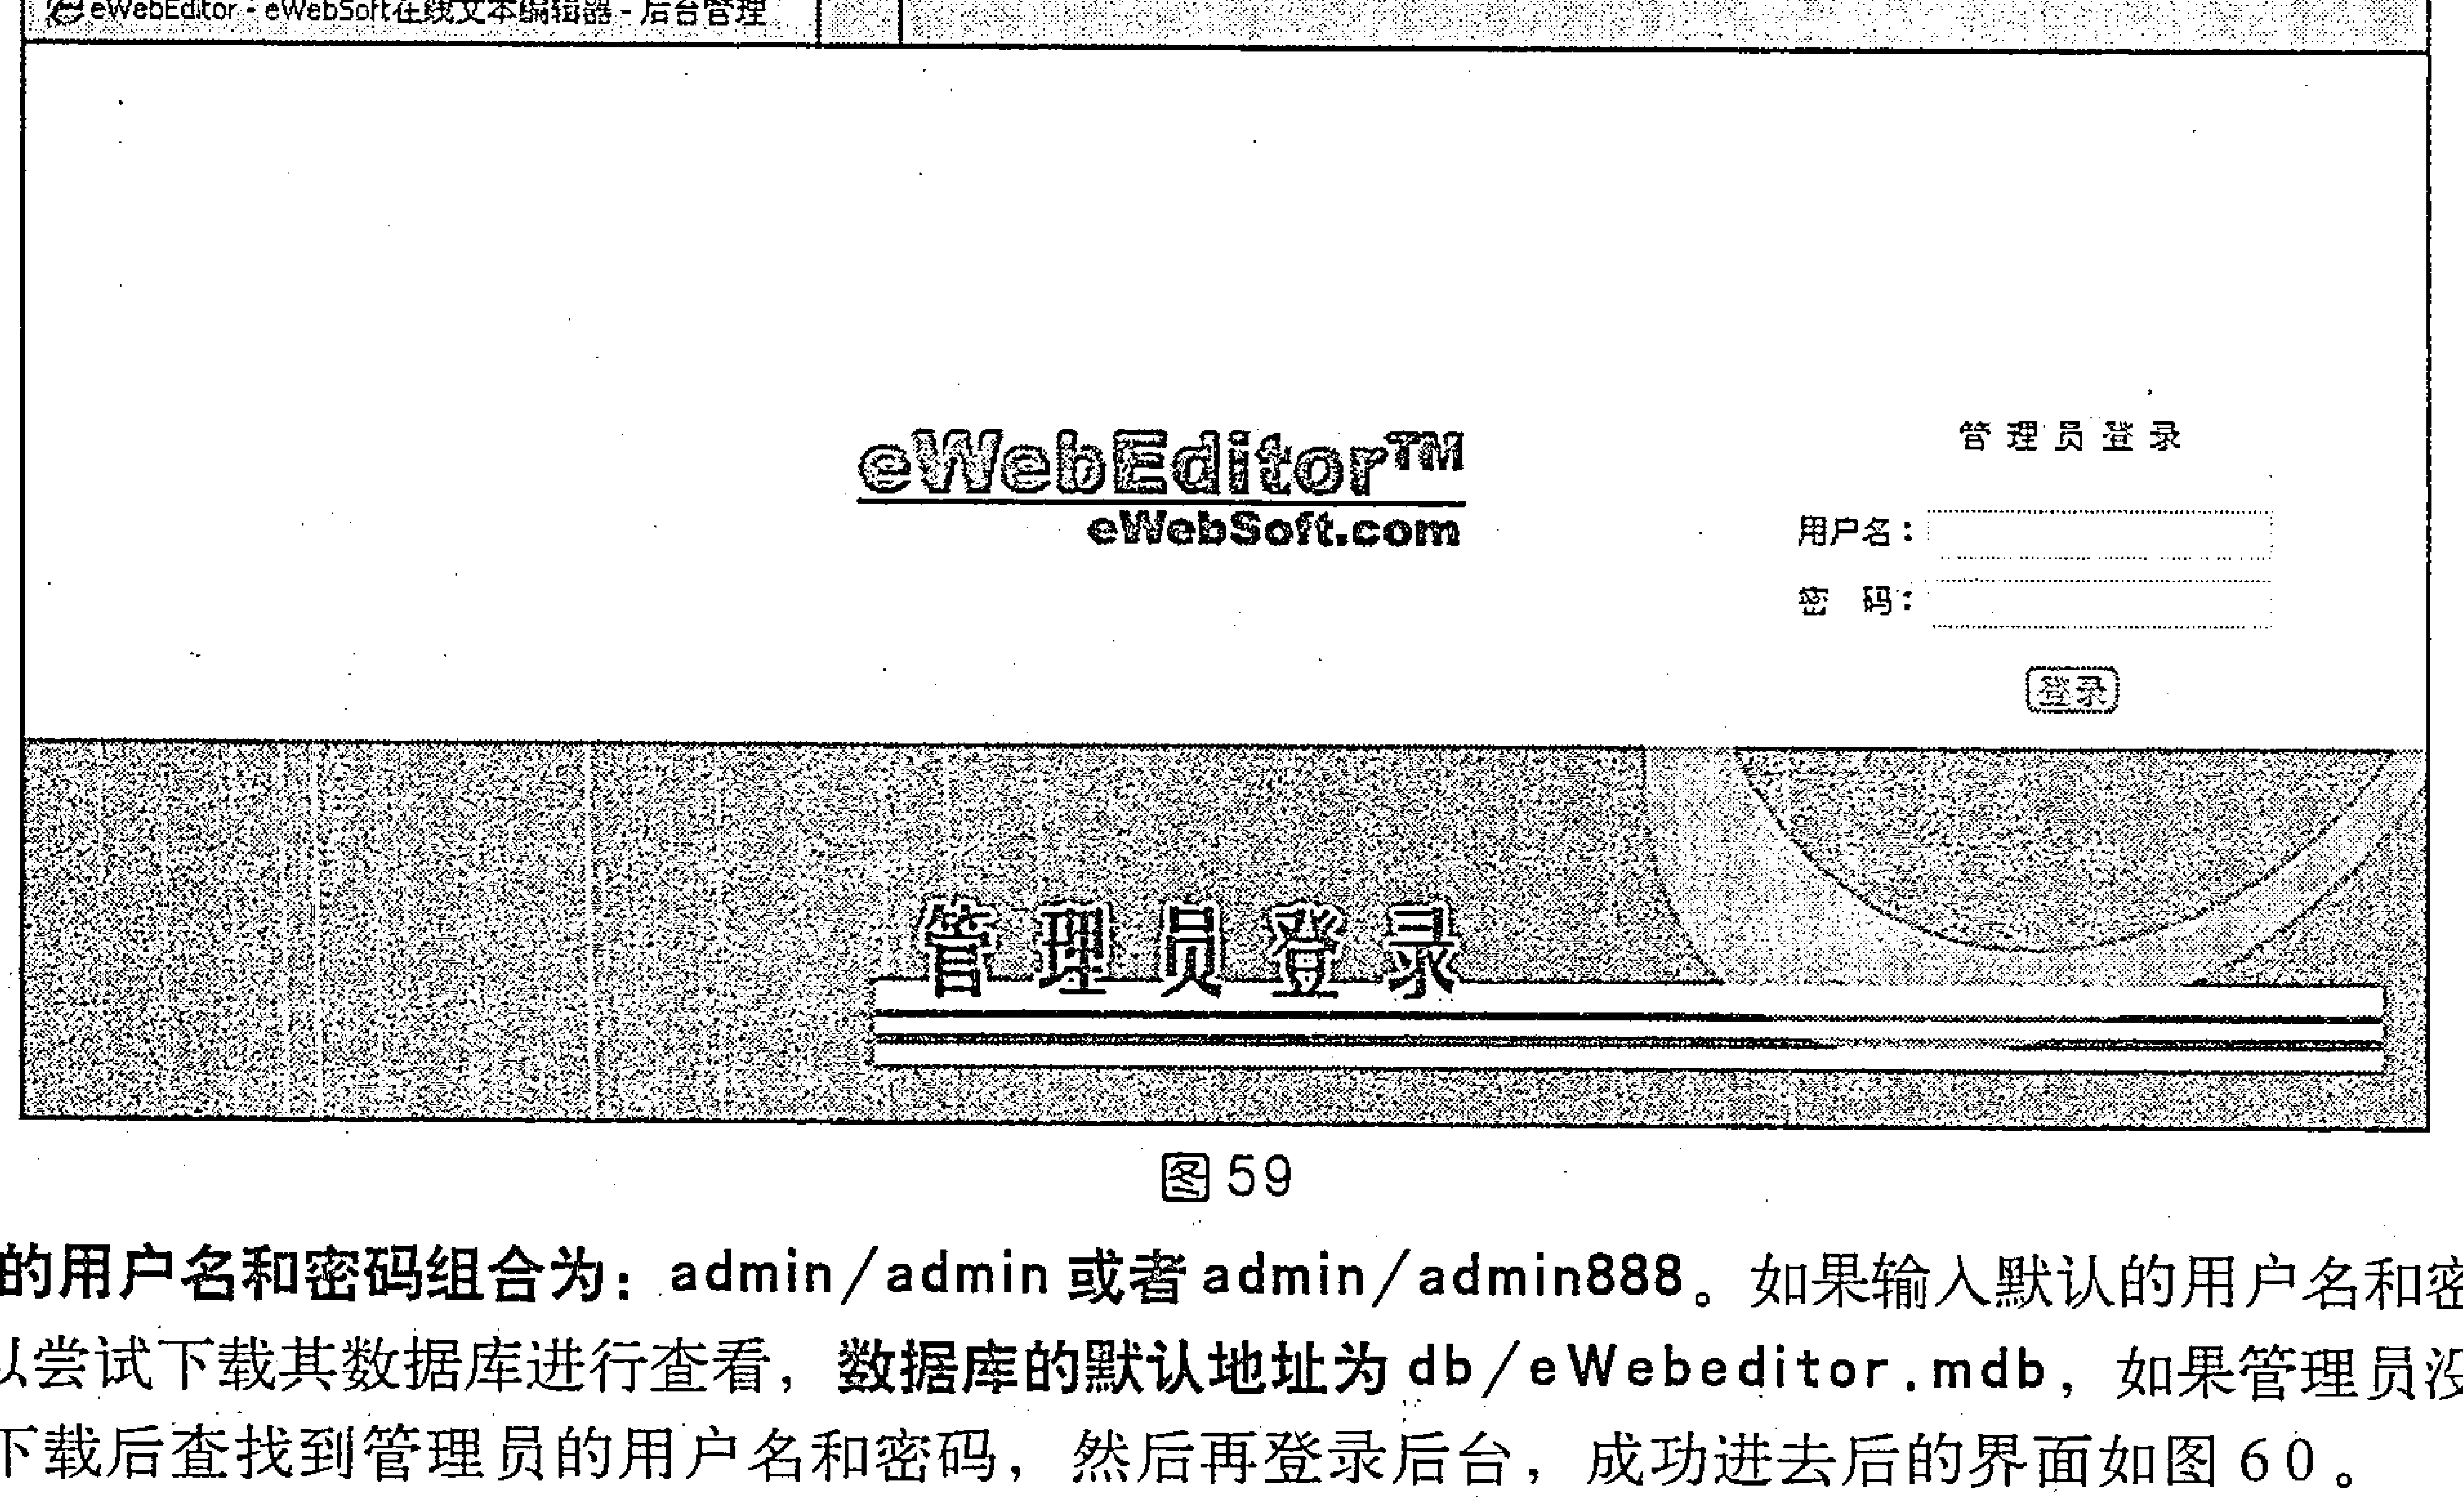 eWebEditor - eWebSoft在线文本编辑器 - 后台管理
eWebEditor™
eWebSoft.com
管理员登录
用户名：
密 码：
登录
管理员登录
图59
的用户名和密码组合为：admin/admin或者admin/admin888。如果输入默认的用户名和密
以尝试下载其数据库进行查看，数据库的默认地址为db/eWebeditor.mdb，如果管理员没
下载后查找到管理员的用户名和密码，然后再登录后台，成功进去后的界面如图60。